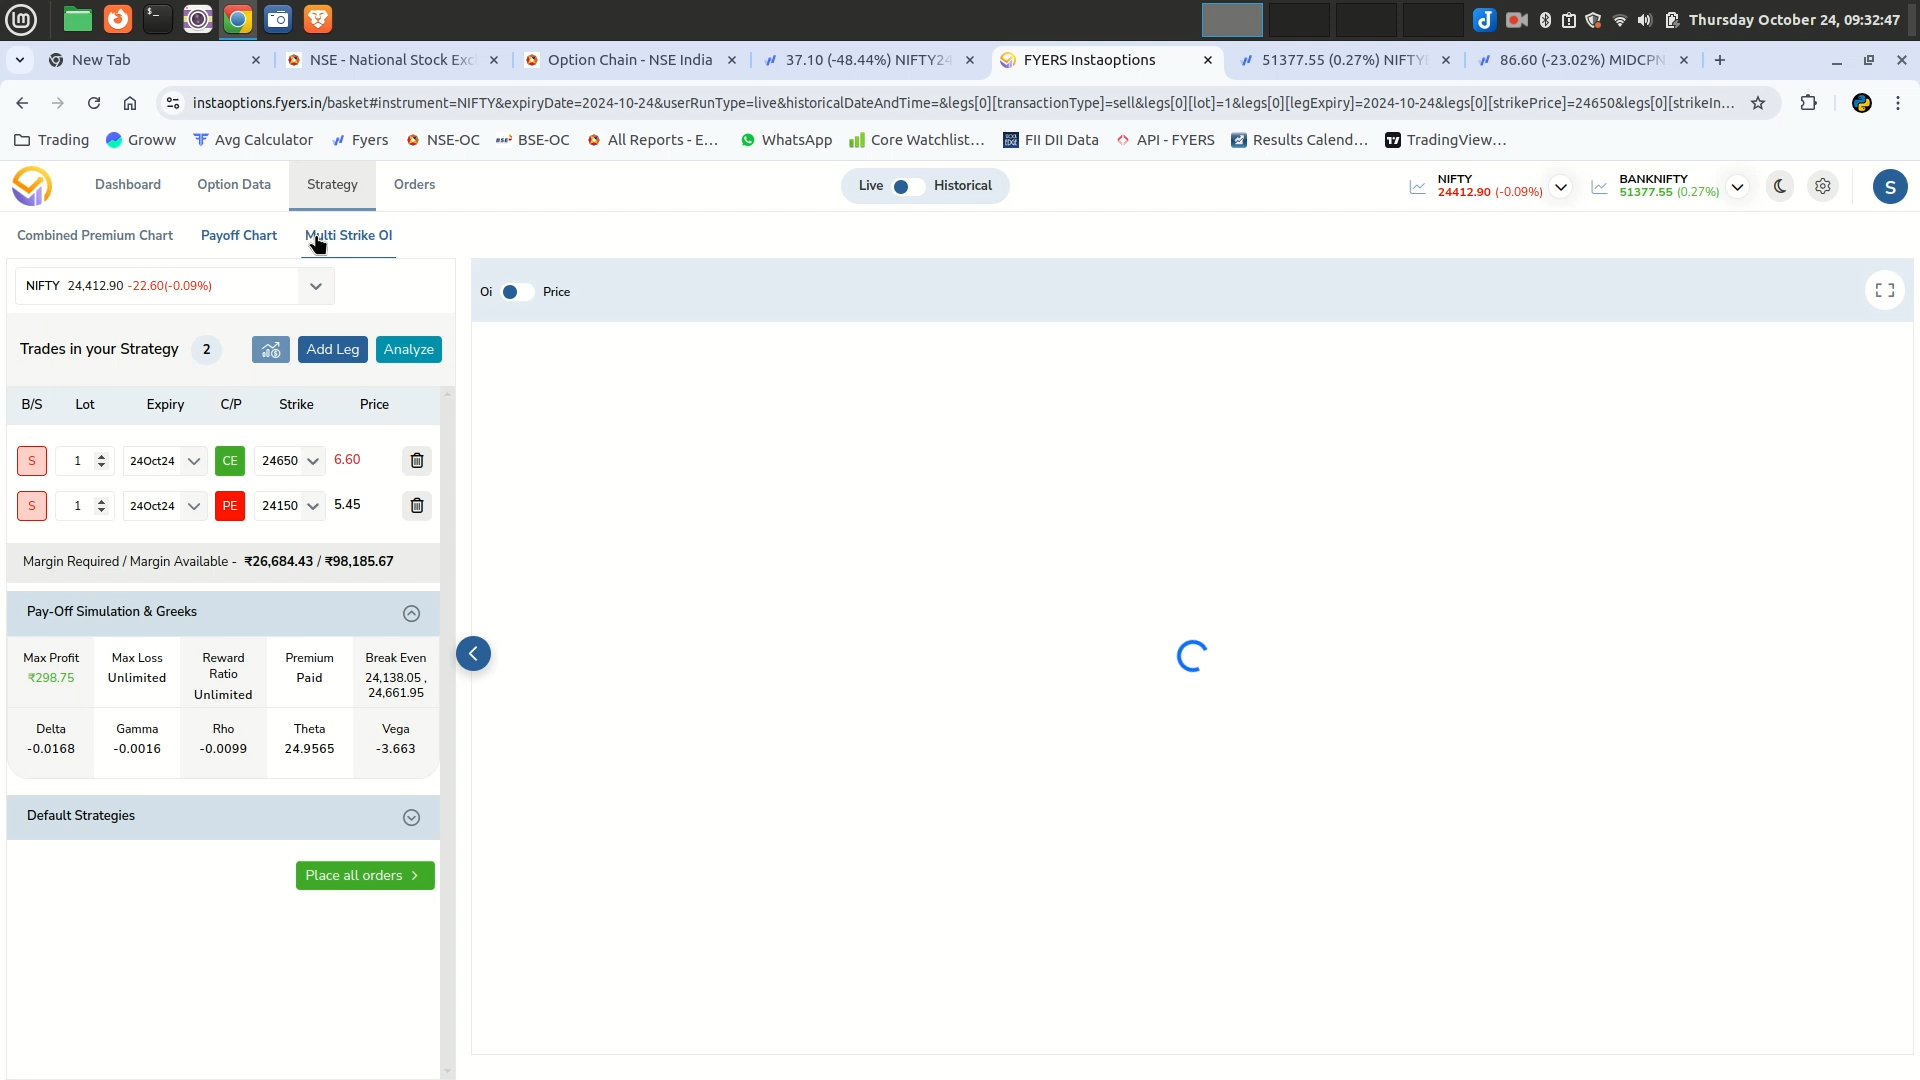 Thursday October 24, 09:32:47
New Tab
NSE - National Stock Exc
Option Chain - NSE India
37.10 (-48.44%) NIFTY24
FYERS Instaoptions
51377.55 (0.27%) NIFTY
86.60 (-23.02%) MIDCPN
instaoptions.fyers.in/basket#instrument=NIFTY&expiryDate=2024-10-24&userRunType=live&historicalDateAndTime=&legs[0][transactionType]=sell&legs[0][lot]=1&legs[0][legExpiry]=2024-10-24&legs[0][strikePrice]=24650&legs[0][strikeIn...
Trading
Groww
Avg Calculator
Fyers
NSE-OC
BSE-OC
All Reports - E...
WhatsApp
Core Watchlist...
FII DII Data
API - FYERS
Results Calend...
TradingView...
Dashboard
Option Data
Strategy
Orders
Live
Historical
NIFTY
24412.90 (-0.09%)
BANKNIFTY
51377.55 (0.27%)
S
Combined Premium Chart
Payoff Chart
Multi Strike OI
NIFTY 24,412.90 -22.60(-0.09%)
Oi
Price
Trades in your Strategy 2
Add Leg
Analyze
B/S Lot Expiry C/P Strike Price
S 1 24Oct24 CE 24650 6.60
S 1 24Oct24 PE 24150 5.45
Margin Required / Margin Available - ₹26,684.43 / ₹98,185.67
Pay-Off Simulation & Greeks
Max Profit
₹298.75
Max Loss
Unlimited
Reward
Ratio
Unlimited
Premium
Paid
Break Even
24,138.05 ,
24,661.95
Delta
-0.0168
Gamma
-0.0016
Rho
-0.0099
Theta
24.9565
Vega
-3.663
Default Strategies
Place all orders >